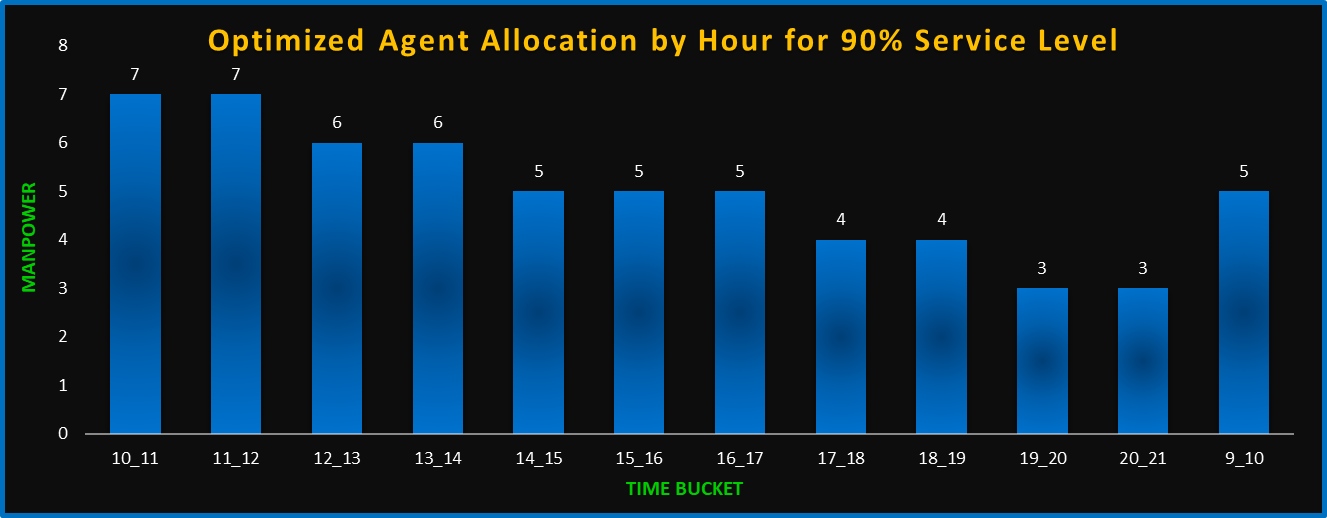 Optimized Agent Allocation by Hour for 90% Service Level
8
7
6
5
4
3
2
1
0
MANPOWER
7 7 6 6 5 5 5 4 4 3 3 5
10_11 11_12 12_13 13_14 14_15 15_16 16_17 17_18 18_19 19_20 20_21 9_10
TIME BUCKET